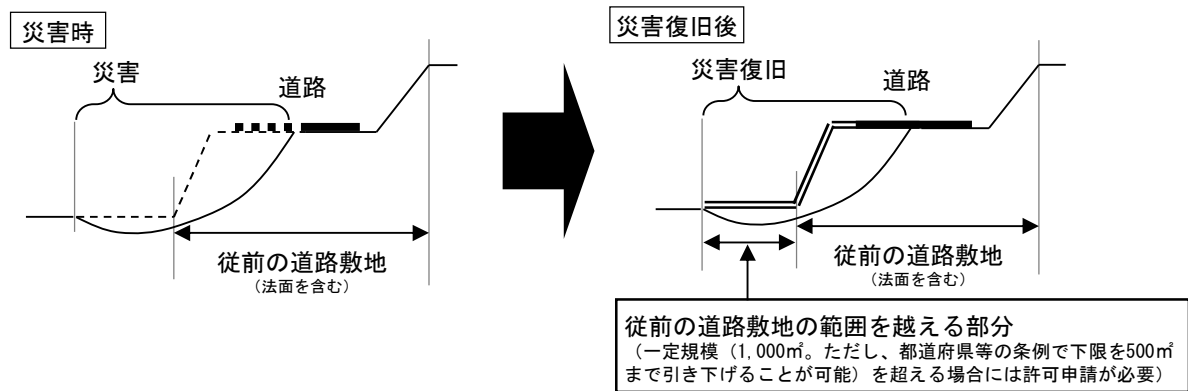 災害時
災害
道路
従前の道路敷地
（法面を含む）
災害復旧後
災害復旧
道路
従前の道路敷地
（法面を含む）
従前の道路敷地の範囲を越える部分
（一定規模（1,000㎡。ただし、都道府県等の条例で下限を500㎡
まで引き下げることが可能）を超える場合には許可申請が必要）